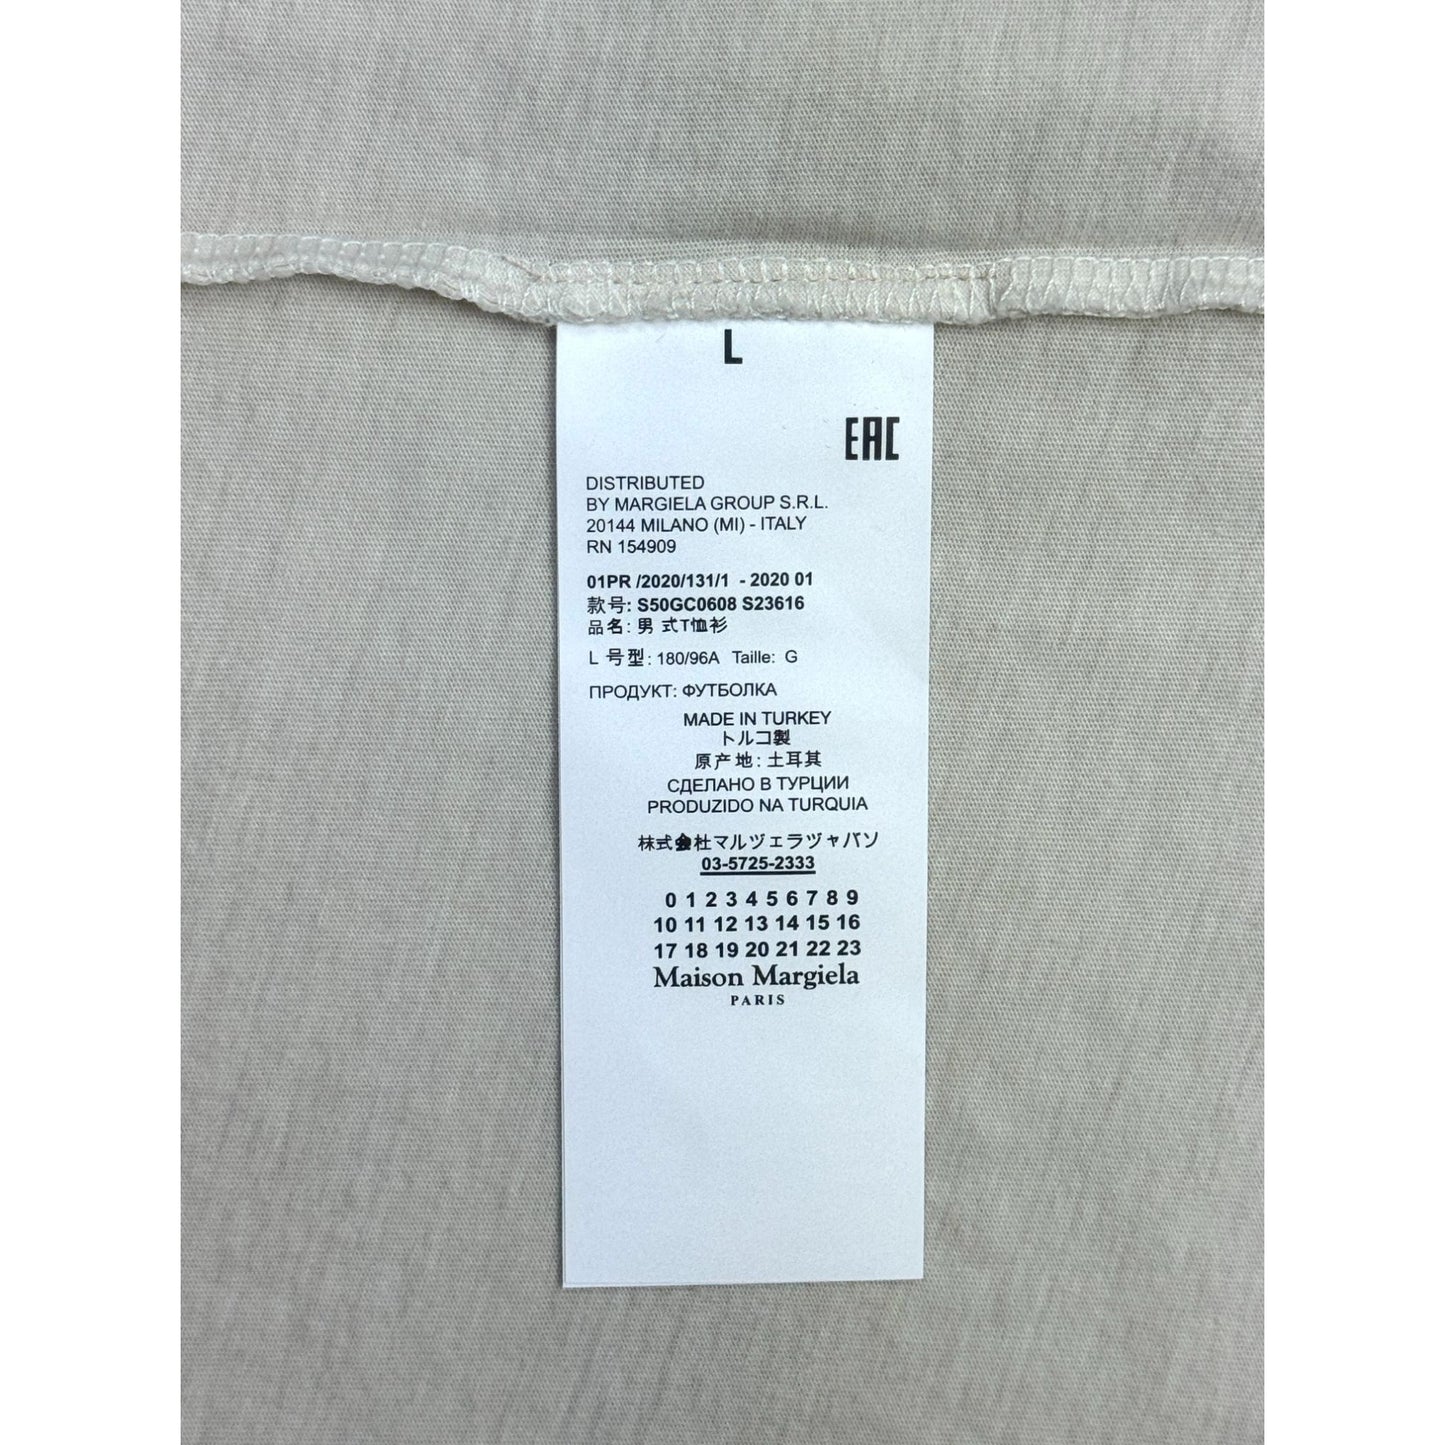 L
EAC
DISTRIBUTED
BY MARGIELA GROUP S.R.L.
20144 MILANO (MI) - ITALY
RN 154909
01PR /2020/131/1 - 2020 01
款号: S50GC0608 S23616
品名: 男 式T恤衫
L 号型: 180/96A Taille: G
ПРОДУКТ: ФУТБОЛКА
MADE IN TURKEY
トルコ製
原产地: 土耳其
СДЕЛАНО В ТУРЦИИ
PRODUZIDO NA TURQUIA
株式会社マルヅェラヅャパソ
03-5725-2333
0 1 2 3 4 5 6 7 8 9
10 11 12 13 14 15 16
17 18 19 20 21 22 23
Maison Margiela
PARIS